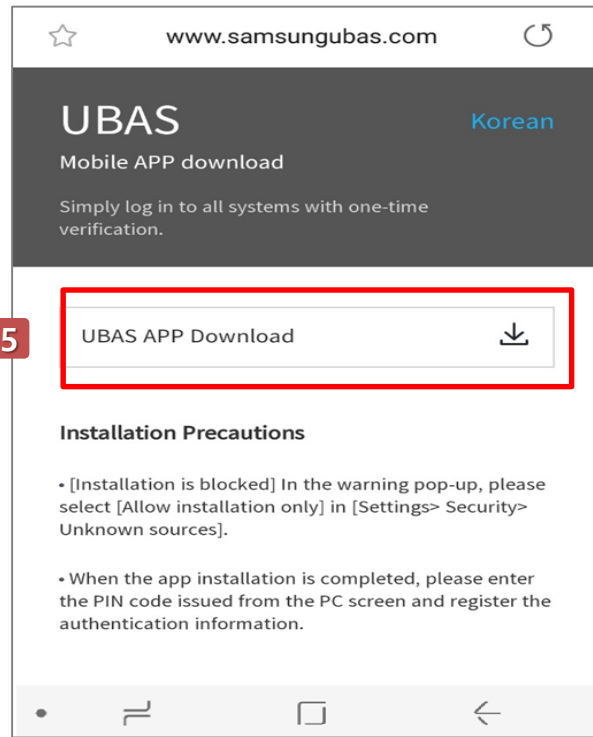 www.samsungubas.com
UBAS
Korean
Mobile APP download
Simply log in to all systems with one-time
verification.
5
UBAS APP Download
Installation Precautions
• [Installation is blocked] In the warning pop-up, please
select [Allow installation only] in [Settings> Security>
Unknown sources].
• When the app installation is completed, please enter
the PIN code issued from the PC screen and register the
authentication information.